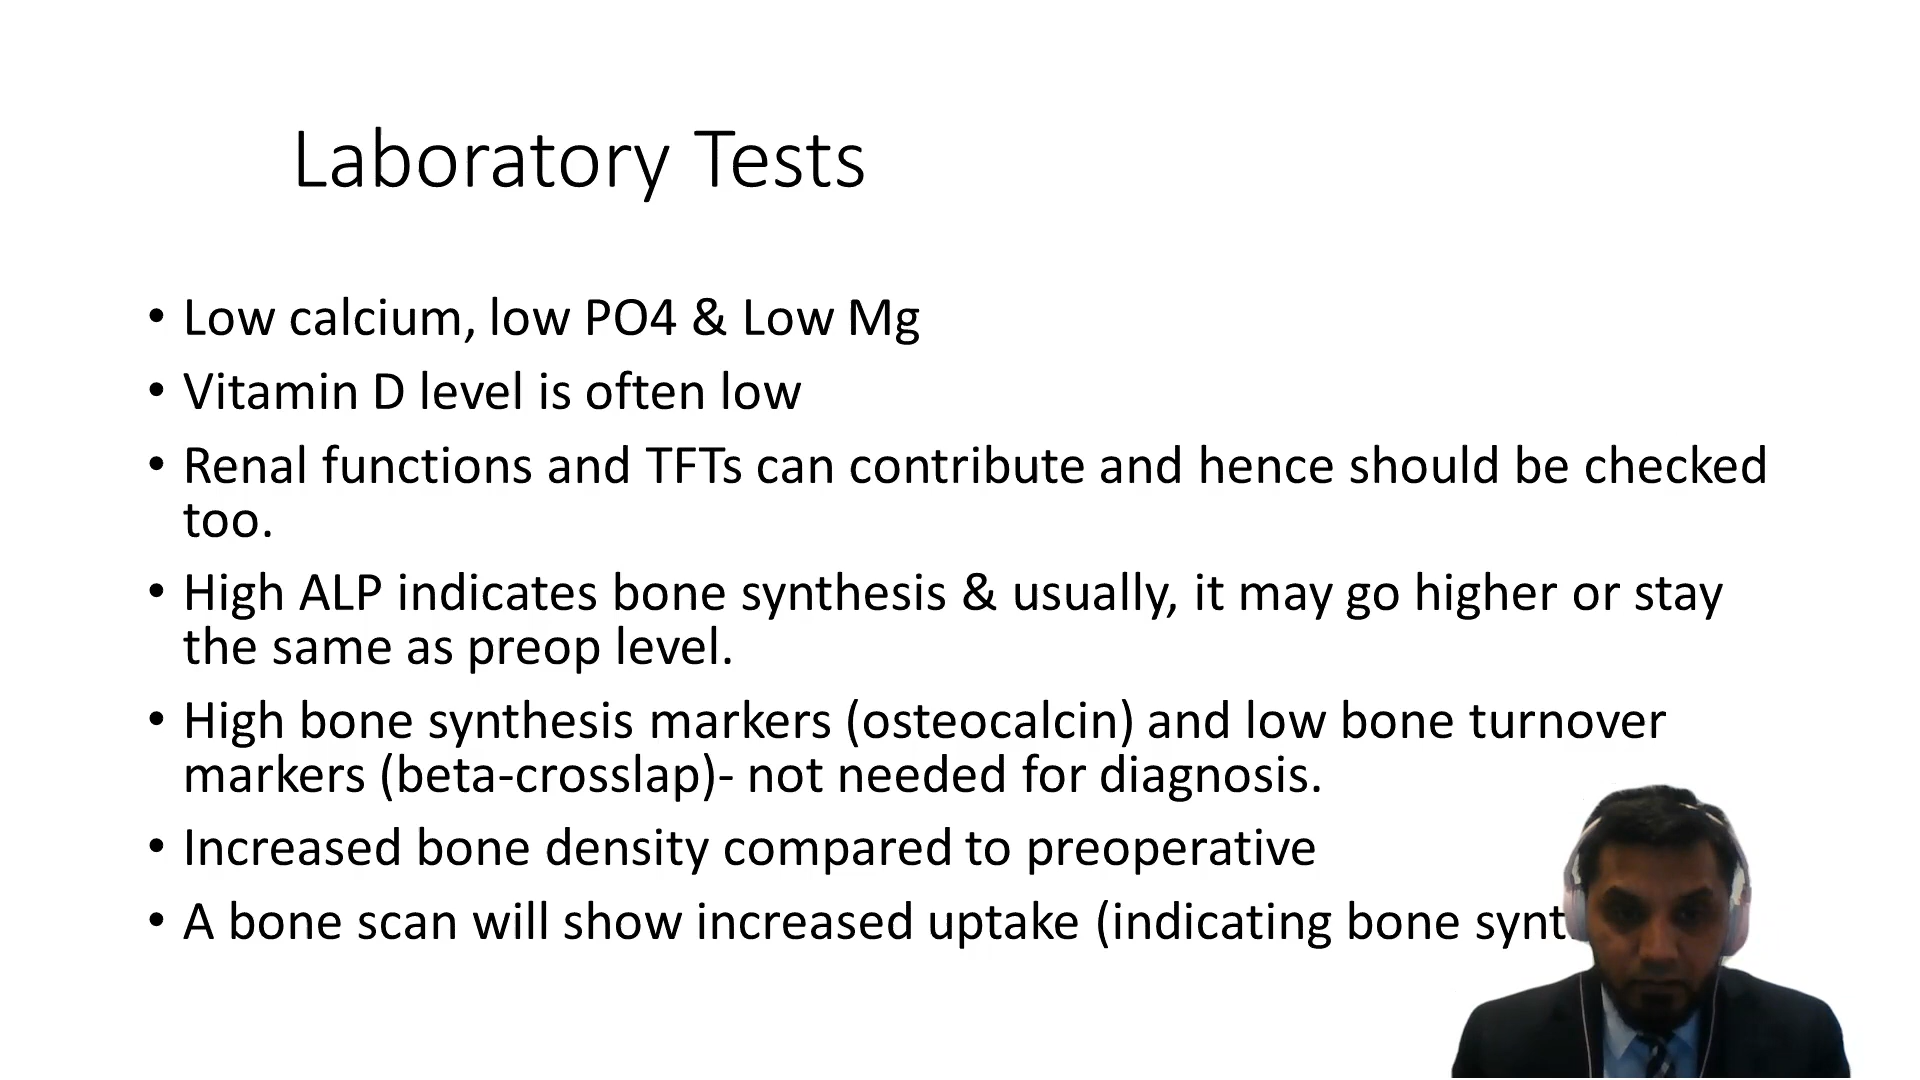 Laboratory Tests
• Low calcium, low PO4 & Low Mg
• Vitamin D level is often low
• Renal functions and TFTs can contribute and hence should be checked
too.
• High ALP indicates bone synthesis & usually, it may go higher or stay
the same as preop level.
• High bone synthesis markers (osteocalcin) and low bone turnover
markers (beta-crosslap)- not needed for diagnosis.
• Increased bone density compared to preoperative
• A bone scan will show increased uptake (indicating bone